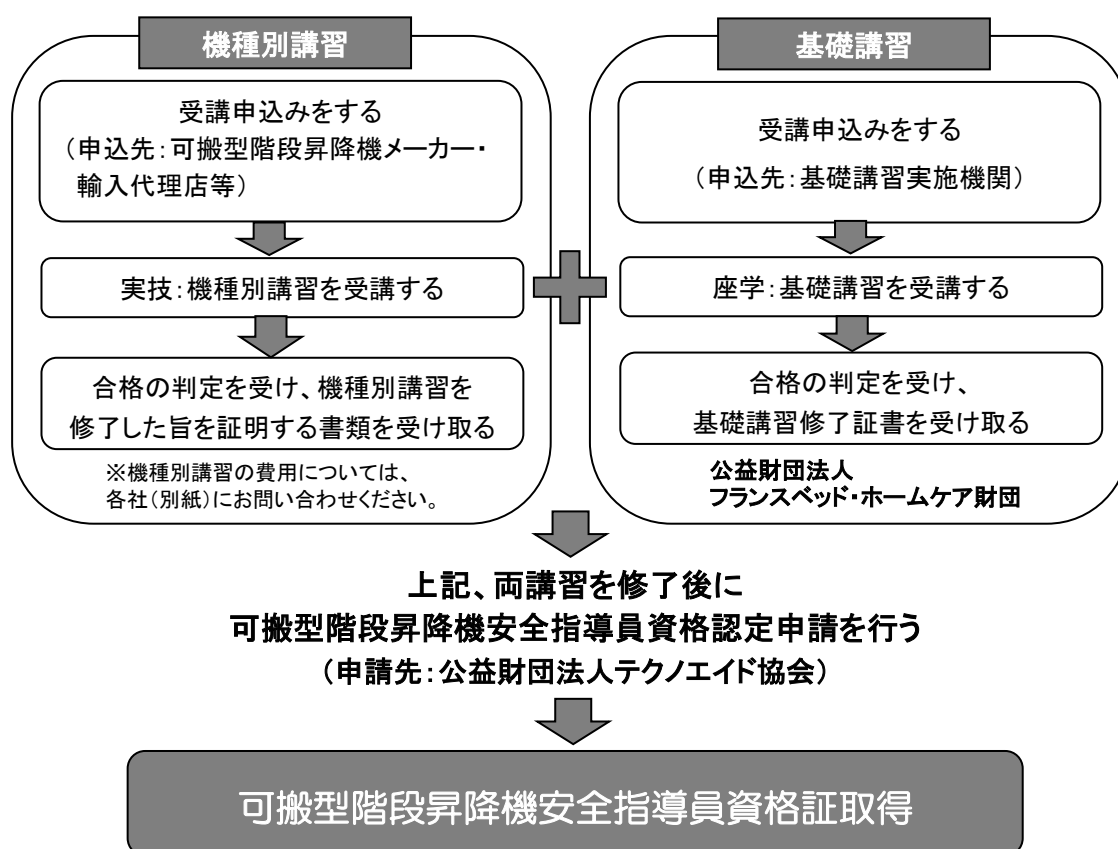 機種別講習
受講申込みをする
（申込先：可搬型階段昇降機メーカー・
輸入代理店等）
実技：機種別講習を受講する
合格の判定を受け、機種別講習を
修了した旨を証明する書類を受け取る
※機種別講習の費用については、
各社（別紙）にお問い合わせください。
基礎講習
受講申込みをする
（申込先：基礎講習実施機関）
座学：基礎講習を受講する
合格の判定を受け、
基礎講習修了証書を受け取る
公益財団法人
フランスベッド・ホームケア財団
上記、両講習を修了後に
可搬型階段昇降機安全指導員資格認定申請を行う
（申請先：公益財団法人テクノエイド協会）
可搬型階段昇降機安全指導員資格証取得